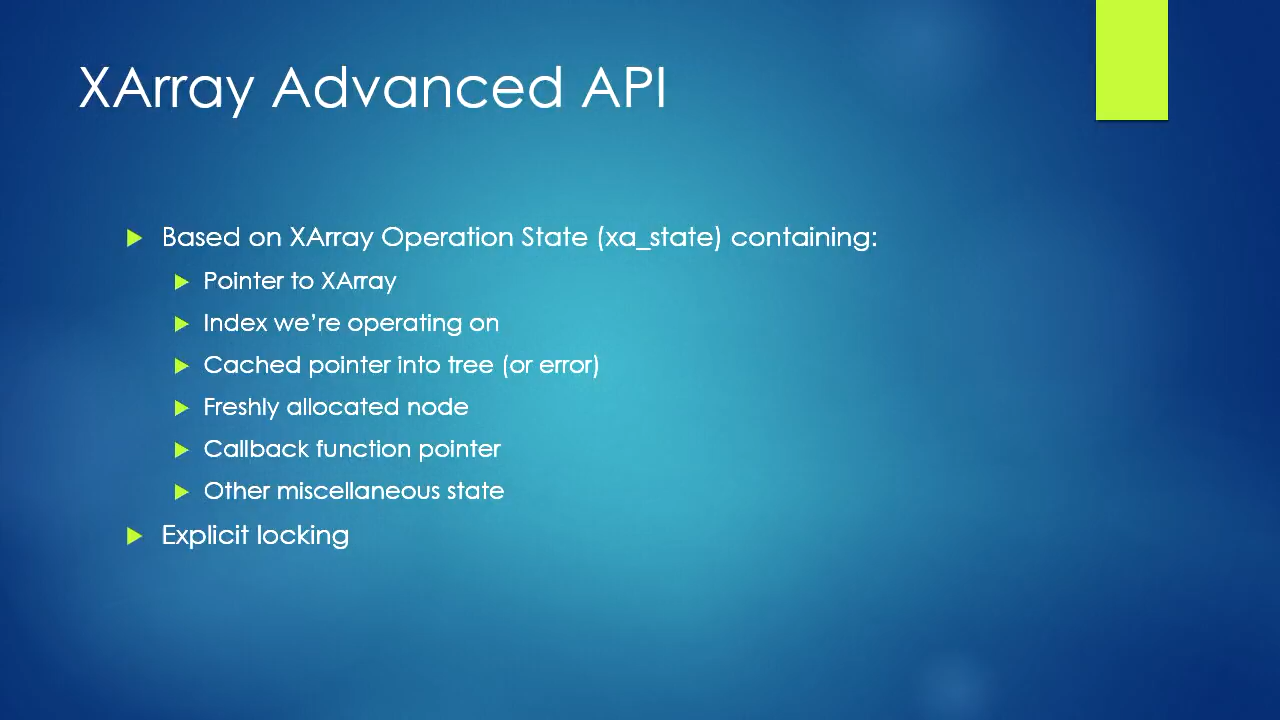 XArray Advanced API
Based on XArray Operation State (xa_state) containing:
Pointer to XArray
Index we're operating on
Cached pointer into tree (or error)
Freshly allocated node
Callback function pointer
Other miscellaneous state
Explicit locking